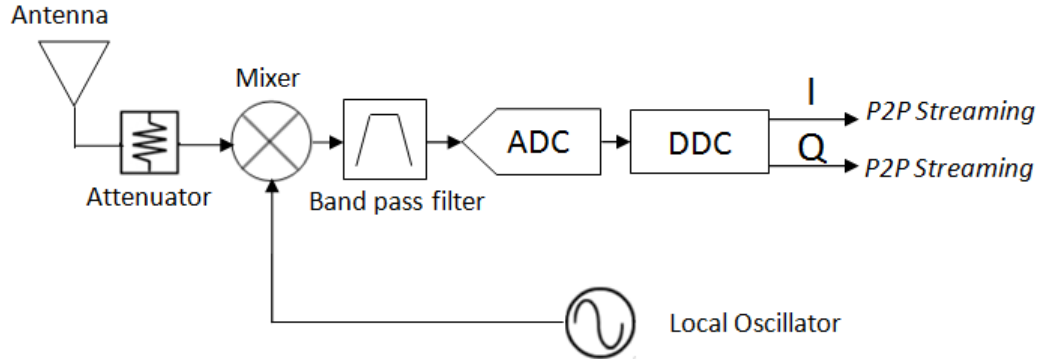 Antenna
Mixer
I
P2P Streaming
ADC
DDC
Q
P2P Streaming
Attenuator
Band pass filter
Local Oscillator